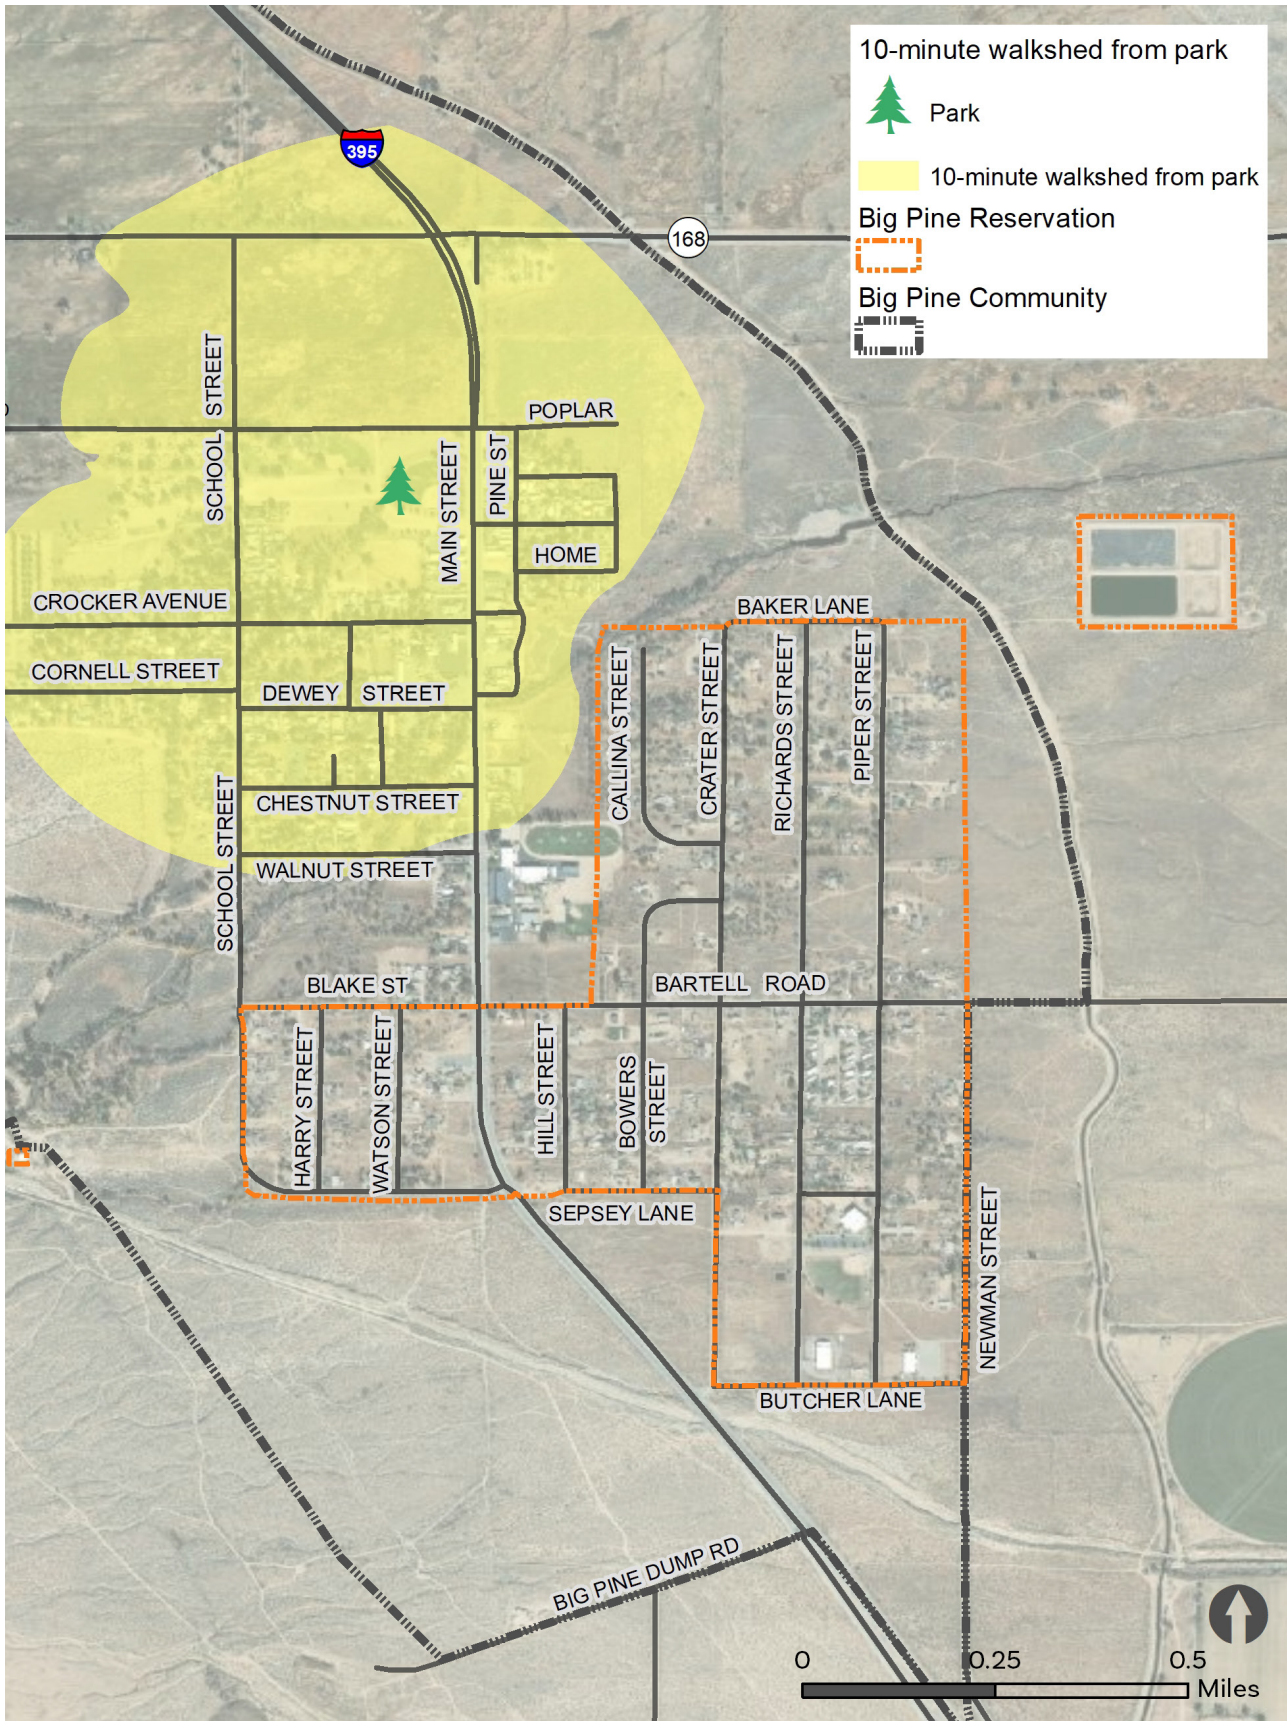 10-minute walkshed from park
Park
10-minute walkshed from park
Big Pine Reservation
Big Pine Community
395
168
SCHOOL STREET
POPLAR
MAIN STREET
PINE ST
HOME
CROCKER AVENUE
CORNELL STREET
DEWEY STREET
CHESTNUT STREET
WALNUT STREET
SCHOOL STREET
BAKER LANE
CALLINA STREET
CRATER STREET
RICHARDS STREET
PIPER STREET
BLAKE ST
BARTELL ROAD
HARRY STREET
WATSON STREET
HILL STREET
BOWERS
STREET
SEPSEY LANE
NEWMAN STREET
BUTCHER LANE
BIG PINE DUMP RD
0 0.25 0.5
Miles